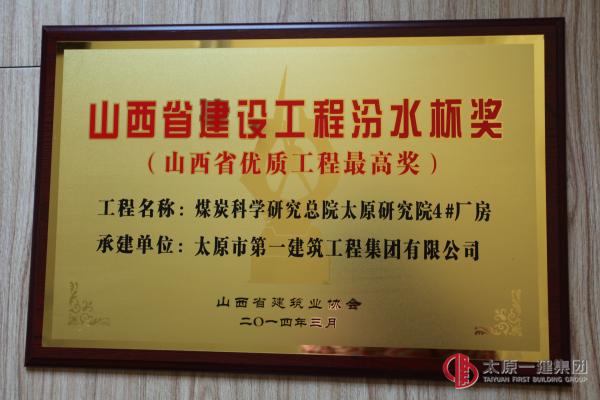 山西省建设工程汾水杯奖
（山西省优质工程最高奖）
工程名称：煤炭科学研究总院太原研究院4#厂房
承建单位：太原市第一建筑工程集团有限公司
山西省建筑业协会
二〇一四年三月
太原一建集团
TAIYUAN FIRST BUILDING GROUP